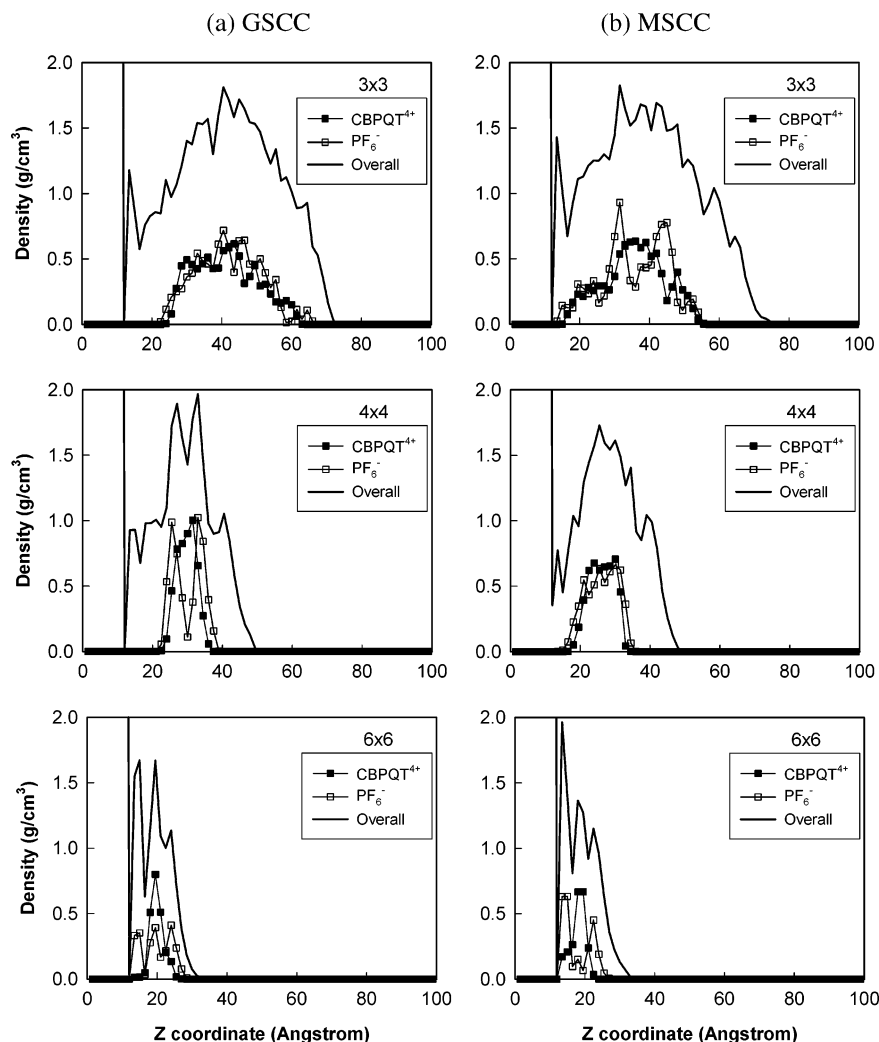 (a) GSCC
(b) MSCC
2.0
1.5
1.0
0.5
0.0
Density (g/cm³)
3x3
CBPQT⁴⁺
PF₆⁻
Overall
0 20 40 60 80 100
2.0
1.5
1.0
0.5
0.0
Density (g/cm³)
3x3
CBPQT⁴⁺
PF₆⁻
Overall
0 20 40 60 80 100
2.0
1.5
1.0
0.5
0.0
Density (g/cm³)
4x4
CBPQT⁴⁺
PF₆⁻
Overall
0 20 40 60 80 100
2.0
1.5
1.0
0.5
0.0
4x4
CBPQT⁴⁺
PF₆⁻
Overall
0 20 40 60 80 100
2.0
1.5
1.0
0.5
0.0
Density (g/cm³)
6x6
CBPQT⁴⁺
PF₆⁻
Overall
0 20 40 60 80 100
Z coordinate (Angstrom)
2.0
1.5
1.0
0.5
0.0
6x6
CBPQT⁴⁺
PF₆⁻
Overall
0 20 40 60 80 100
Z coordinate (Angstrom)